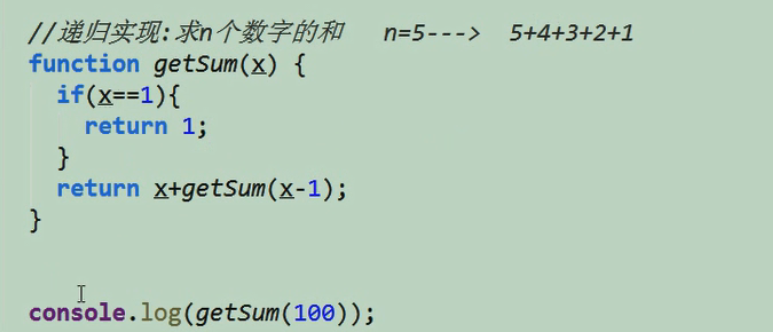 //递归实现:求n个数字的和   n=5--->  5+4+3+2+1
function getSum(x) {
  if(x==1){
    return 1;
  }
  return x+getSum(x-1);
}
console.log(getSum(100));